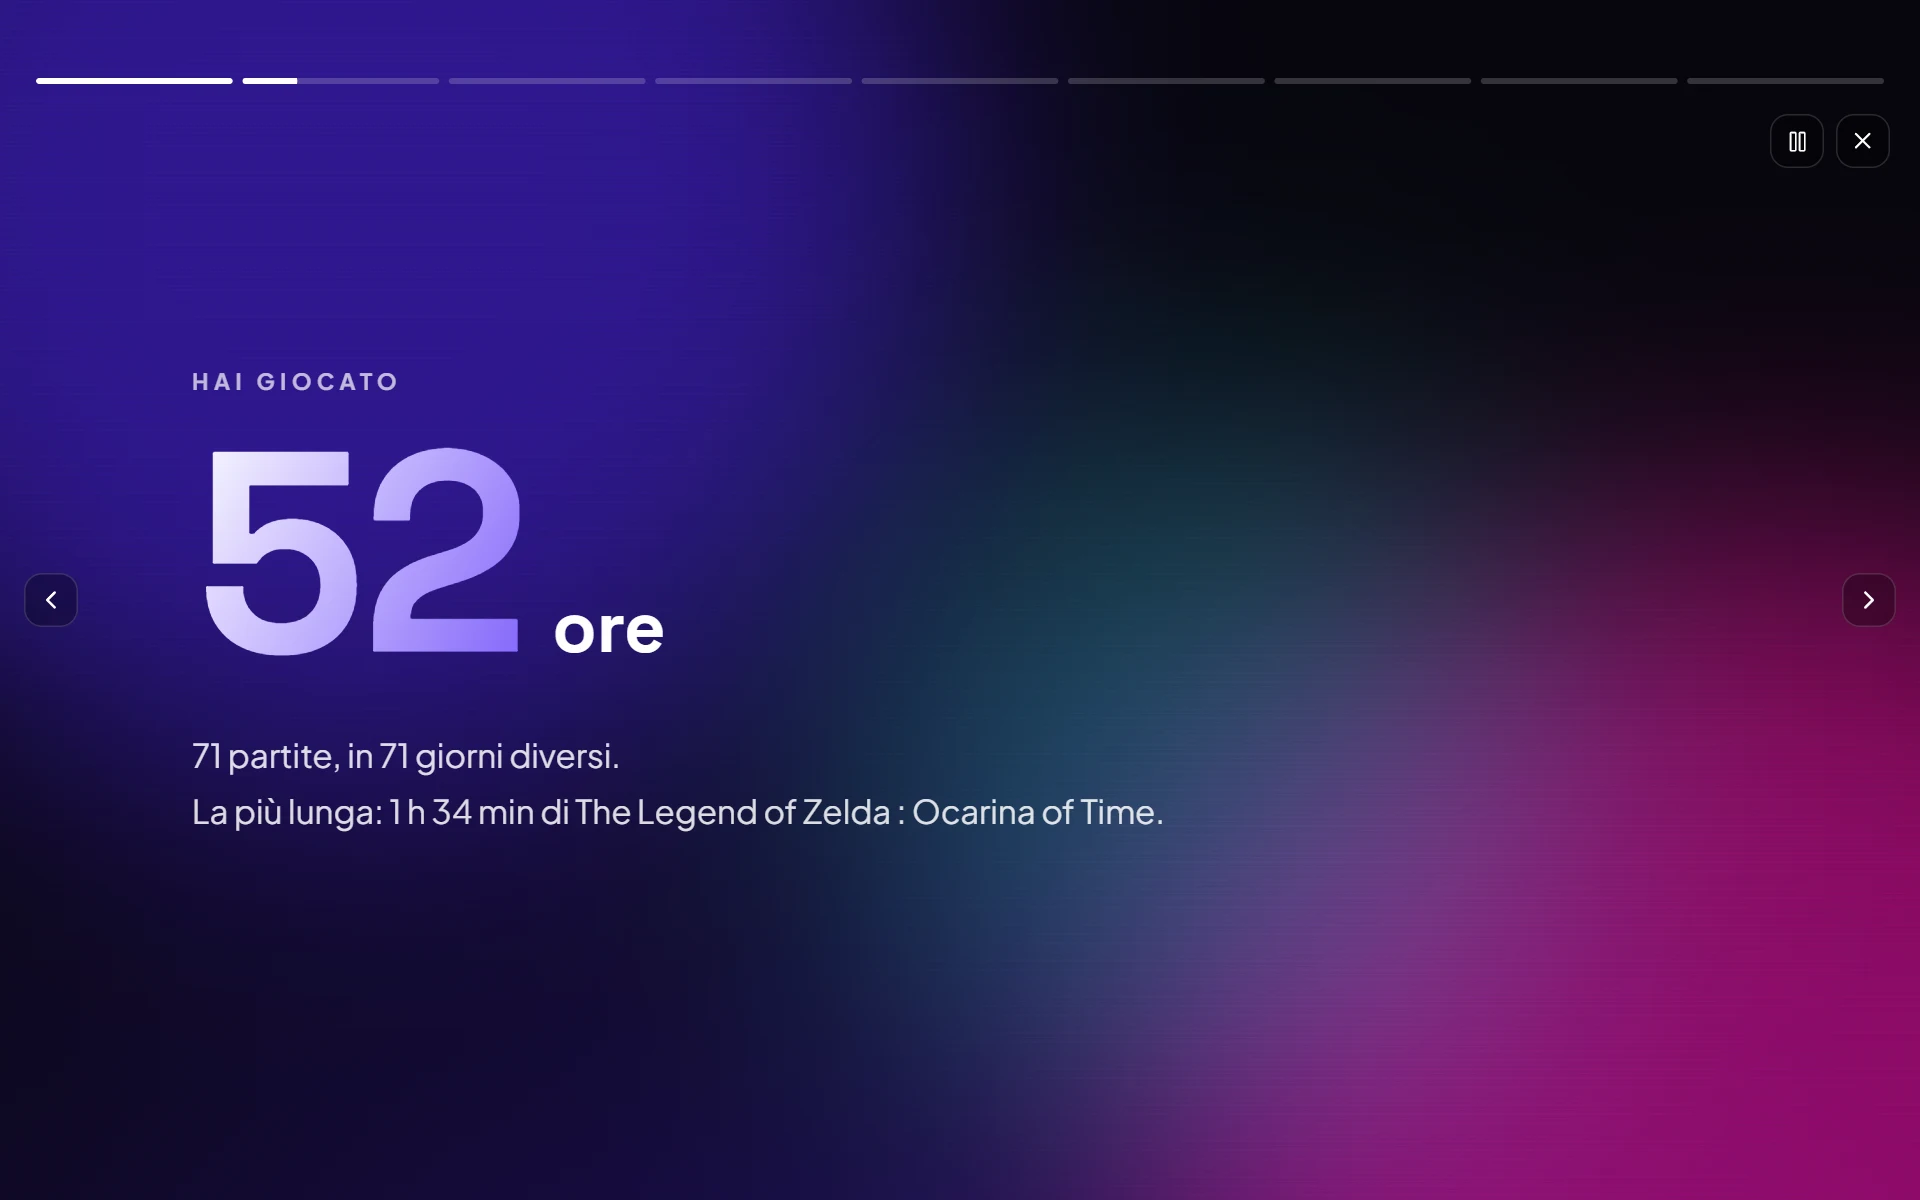 HAI GIOCATO
52 ore
71 partite, in 71 giorni diversi.
La più lunga: 1 h 34 min di The Legend of Zelda : Ocarina of Time.